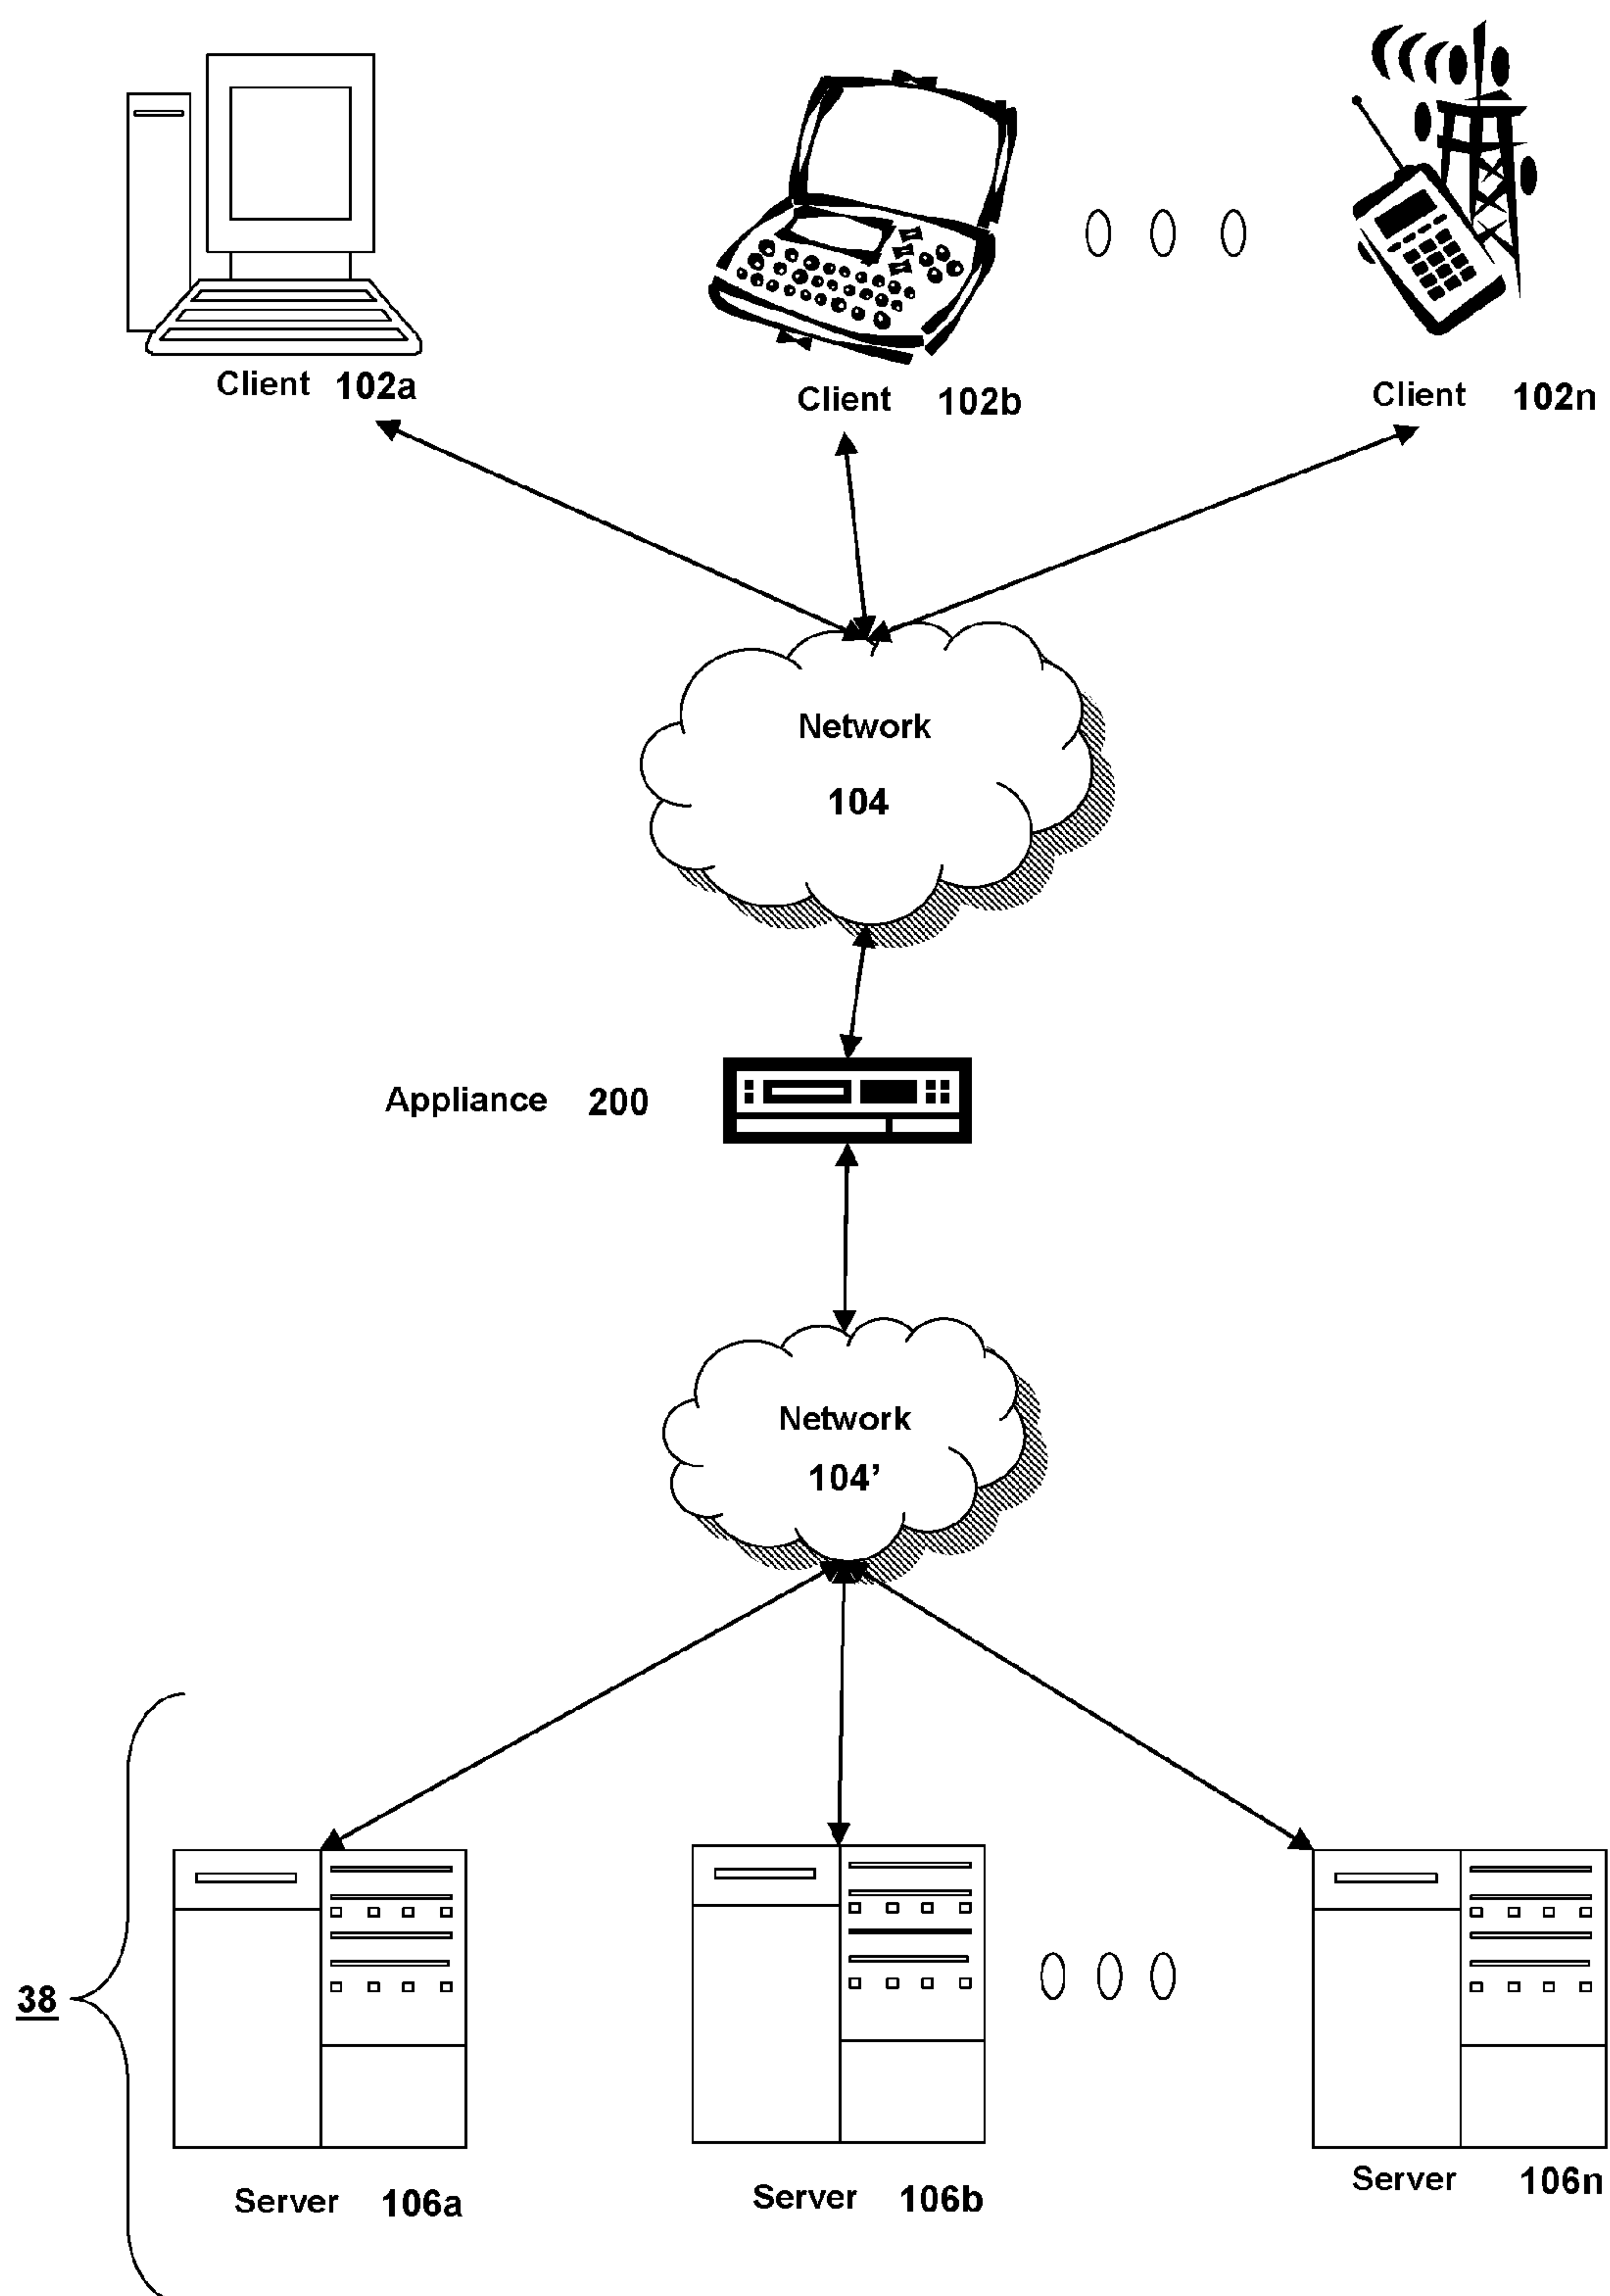 Client 102a
Client 102b
Client 102n
Network
104
Appliance 200
Network
104’
38
Server 106a
Server 106b
Server 106n